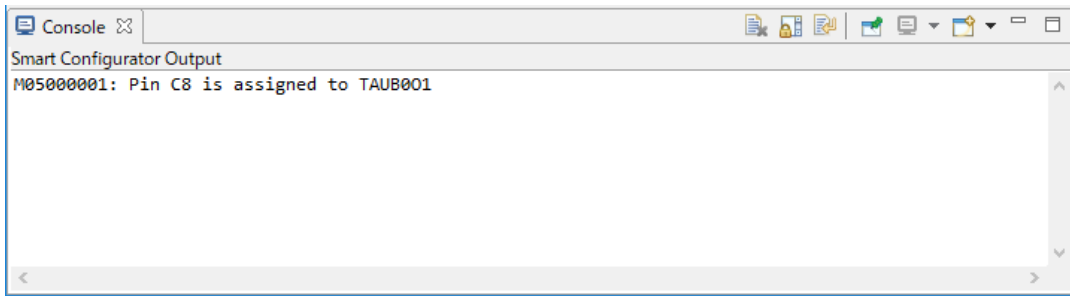 Console
Smart Configurator Output
M05000001: Pin C8 is assigned to TAUB0O1